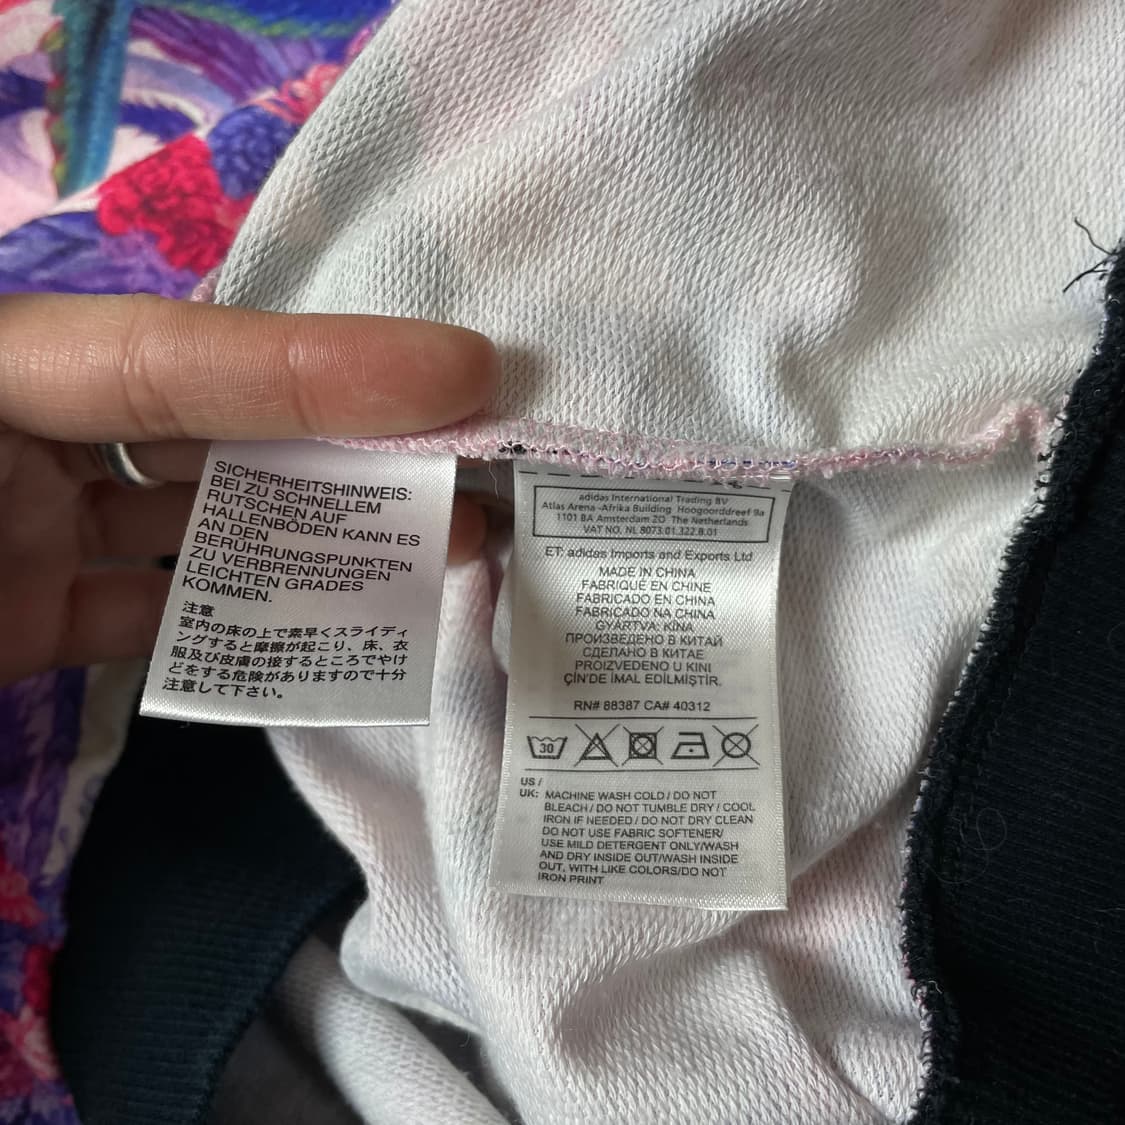 SICHERHEITSHINWEIS:
BEI ZU SCHNELLEM
RUTSCHEN AUF
HALLENBÖDEN KANN ES
AN DEN
BERÜHRUNGSPUNKTEN
ZU VERBRENNUNGEN
LEICHTEN GRADES
KOMMEN.
注意
室内の床の上で素早くスライディ
ングすると摩擦が起こり、床、衣
服及び皮膚の接するところでやけ
どをする危険がありますので十分
注意して下さい。
adidas International Trading BV
Atlas Arena-Afrika Building Hoogoorddreef 9a
1101 BA Amsterdam ZO The Netherlands
VAT NO. NL 8073.01.322.B.01
ET: adidas Imports and Exports Ltd
MADE IN CHINA
FABRIQUÉ EN CHINE
FABRICADO EN CHINA
FABRICADO NA CHINA
GYÁRTVA: KÍNA
ПРОИЗВЕДЕНО В КИТАЙ
СДЕЛАНО В КИТАЕ
PROIZVEDENO U KINI
ÇİN'DE İMAL EDİLMİŞTİR.
RN# 88387 CA# 40312
30
US /
UK: MACHINE WASH COLD / DO NOT
BLEACH / DO NOT TUMBLE DRY / COOL
IRON IF NEEDED / DO NOT DRY CLEAN
DO NOT USE FABRIC SOFTENER/
USE MILD DETERGENT ONLY/WASH
AND DRY INSIDE OUT/WASH INSIDE
OUT, WITH LIKE COLORS/DO NOT
IRON PRINT